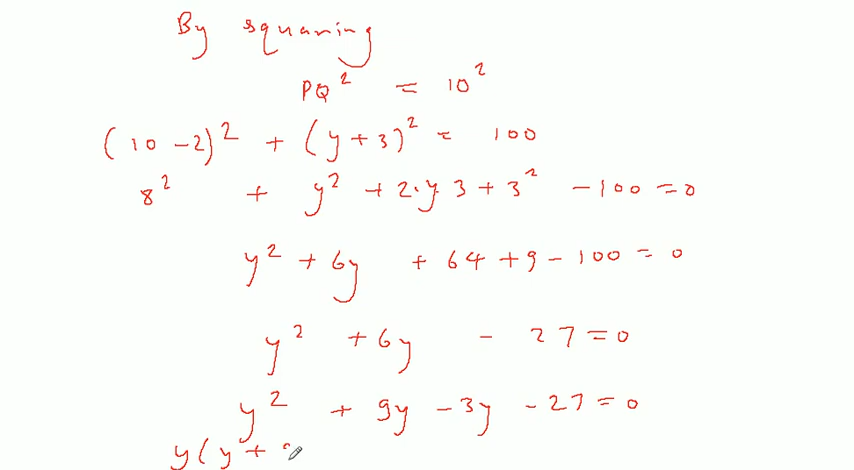 By squaring
PQ² = 10²
(10 - 2)² + (y + 3)² = 100
8² + y² + 2·y 3 + 3² - 100 = 0
y² + 6y + 64 + 9 - 100 = 0
y² + 6y - 27 = 0
y² + 9y - 3y - 27 = 0
y(y +